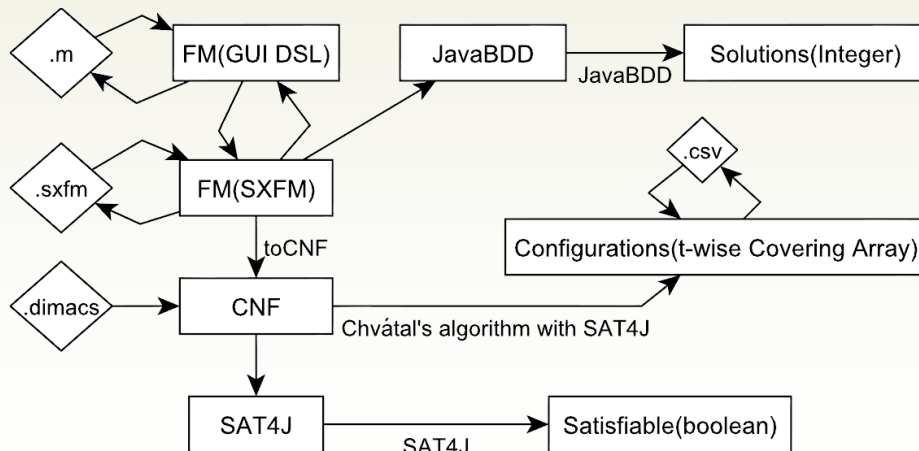 .m
FM(GUI DSL)
JavaBDD
JavaBDD
Solutions(Integer)
.sxfm
FM(SXFM)
.csv
toCNF
Configurations(t-wise Covering Array)
.dimacs
CNF
Chvátal's algorithm with SAT4J
SAT4J
SAT4J
Satisfiable(boolean)